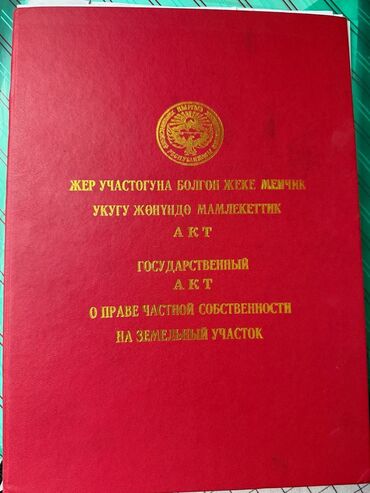 ЖЕР УЧАСТОГУНА БОЛГОН ЖЕКЕ МЕНЧИК
УКУГУ ЖӨНҮНДӨ МАМЛЕКЕТТИК
АКТ
ГОСУДАРСТВЕННЫЙ
АКТ
О ПРАВЕ ЧАСТНОЙ СОБСТВЕННОСТИ
НА ЗЕМЕЛЬНЫЙ УЧАСТОК